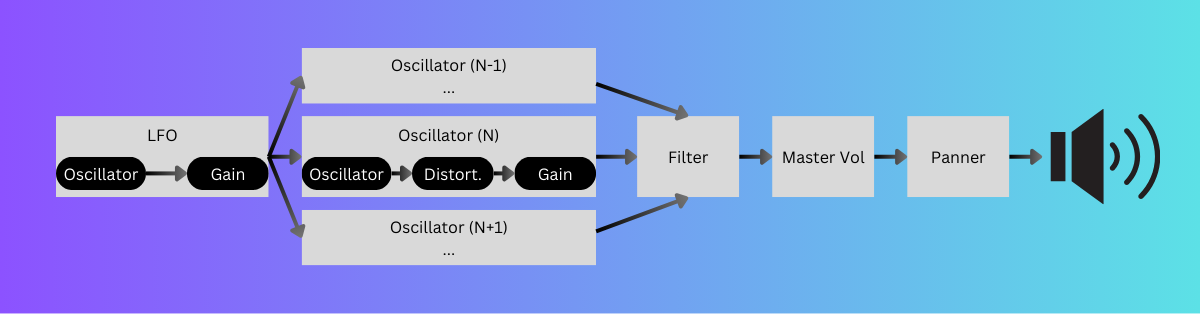 LFO
Oscillator
Gain
Oscillator (N-1)
...
Oscillator (N)
Oscillator
Distort.
Gain
Oscillator (N+1)
...
Filter
Master Vol
Panner